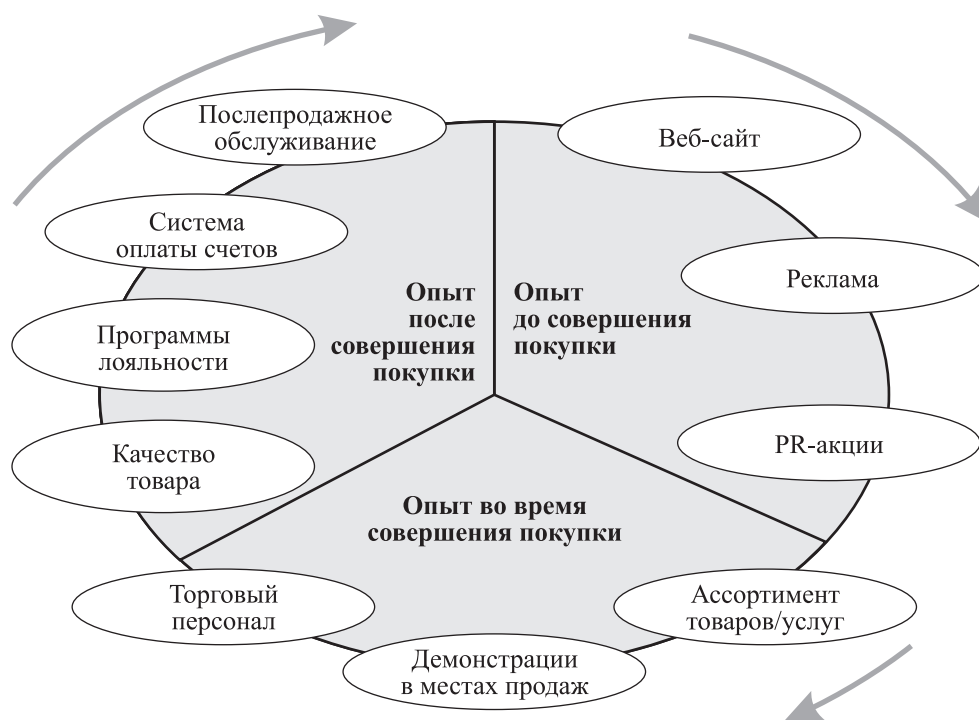 Послепродажное
обслуживание
Веб-сайт
Система
оплаты счетов
Реклама
Опыт
после
совершения
покупки
Опыт
до совершения
покупки
Программы
лояльности
Качество
товара
PR-акции
Опыт во время
совершения покупки
Торговый
персонал
Ассортимент
товаров/услуг
Демонстрации
в местах продаж